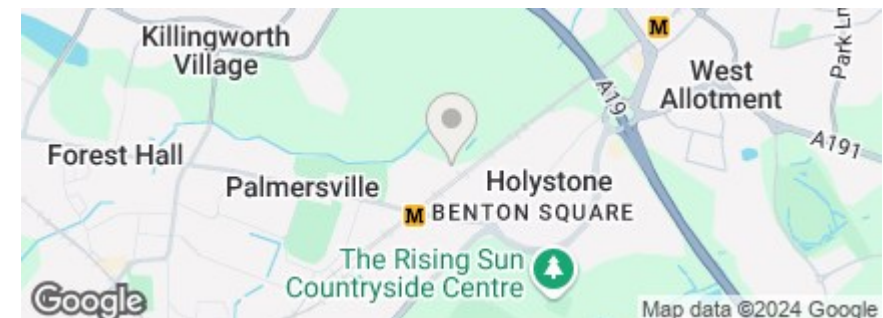 Killingworth
Village
M
Park Ln
West
Allotment
A19
A191
Forest Hall
Palmersville
Holystone
M BENTON SQUARE
The Rising Sun
Countryside Centre
Google
Map data ©2024 Google